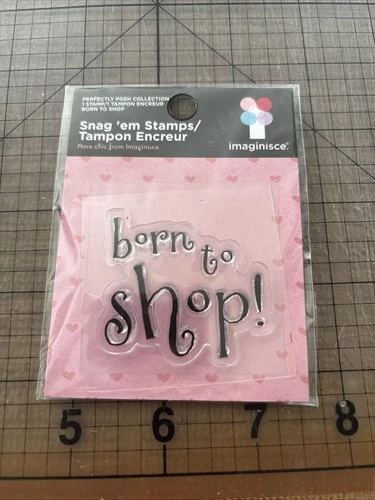 PERFECTLY POSH COLLECTION
1 STAMP/1 TAMPON ENCREUR
BORN TO SHOP
Snag 'em Stamps/
Tampon Encreur
More chic from Imaginisce.
imaginisce®
born to
shop!
5 6 7 8